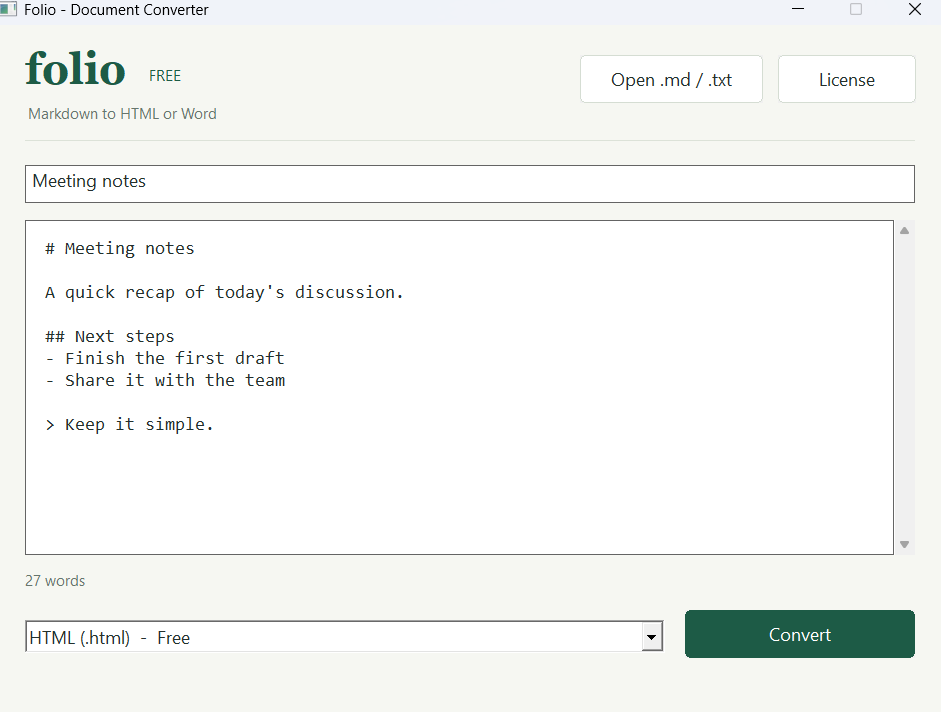 Folio - Document Converter
folio FREE
Open .md / .txt
License
Markdown to HTML or Word
Meeting notes
# Meeting notes
A quick recap of today's discussion.
## Next steps
- Finish the first draft
- Share it with the team
> Keep it simple.
27 words
HTML (.html) - Free
Convert